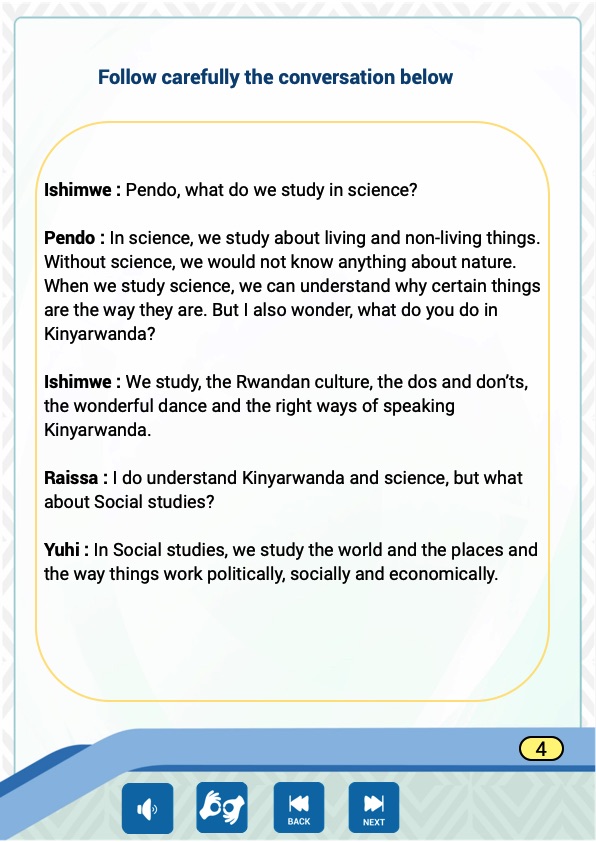 Follow carefully the conversation below
Ishimwe : Pendo, what do we study in science?
Pendo : In science, we study about living and non-living things.
Without science, we would not know anything about nature.
When we study science, we can understand why certain things
are the way they are. But I also wonder, what do you do in
Kinyarwanda?
Ishimwe : We study, the Rwandan culture, the dos and don’ts,
the wonderful dance and the right ways of speaking
Kinyarwanda.
Raissa : I do understand Kinyarwanda and science, but what
about Social studies?
Yuhi : In Social studies, we study the world and the places and
the way things work politically, socially and economically.
4
BACK
NEXT